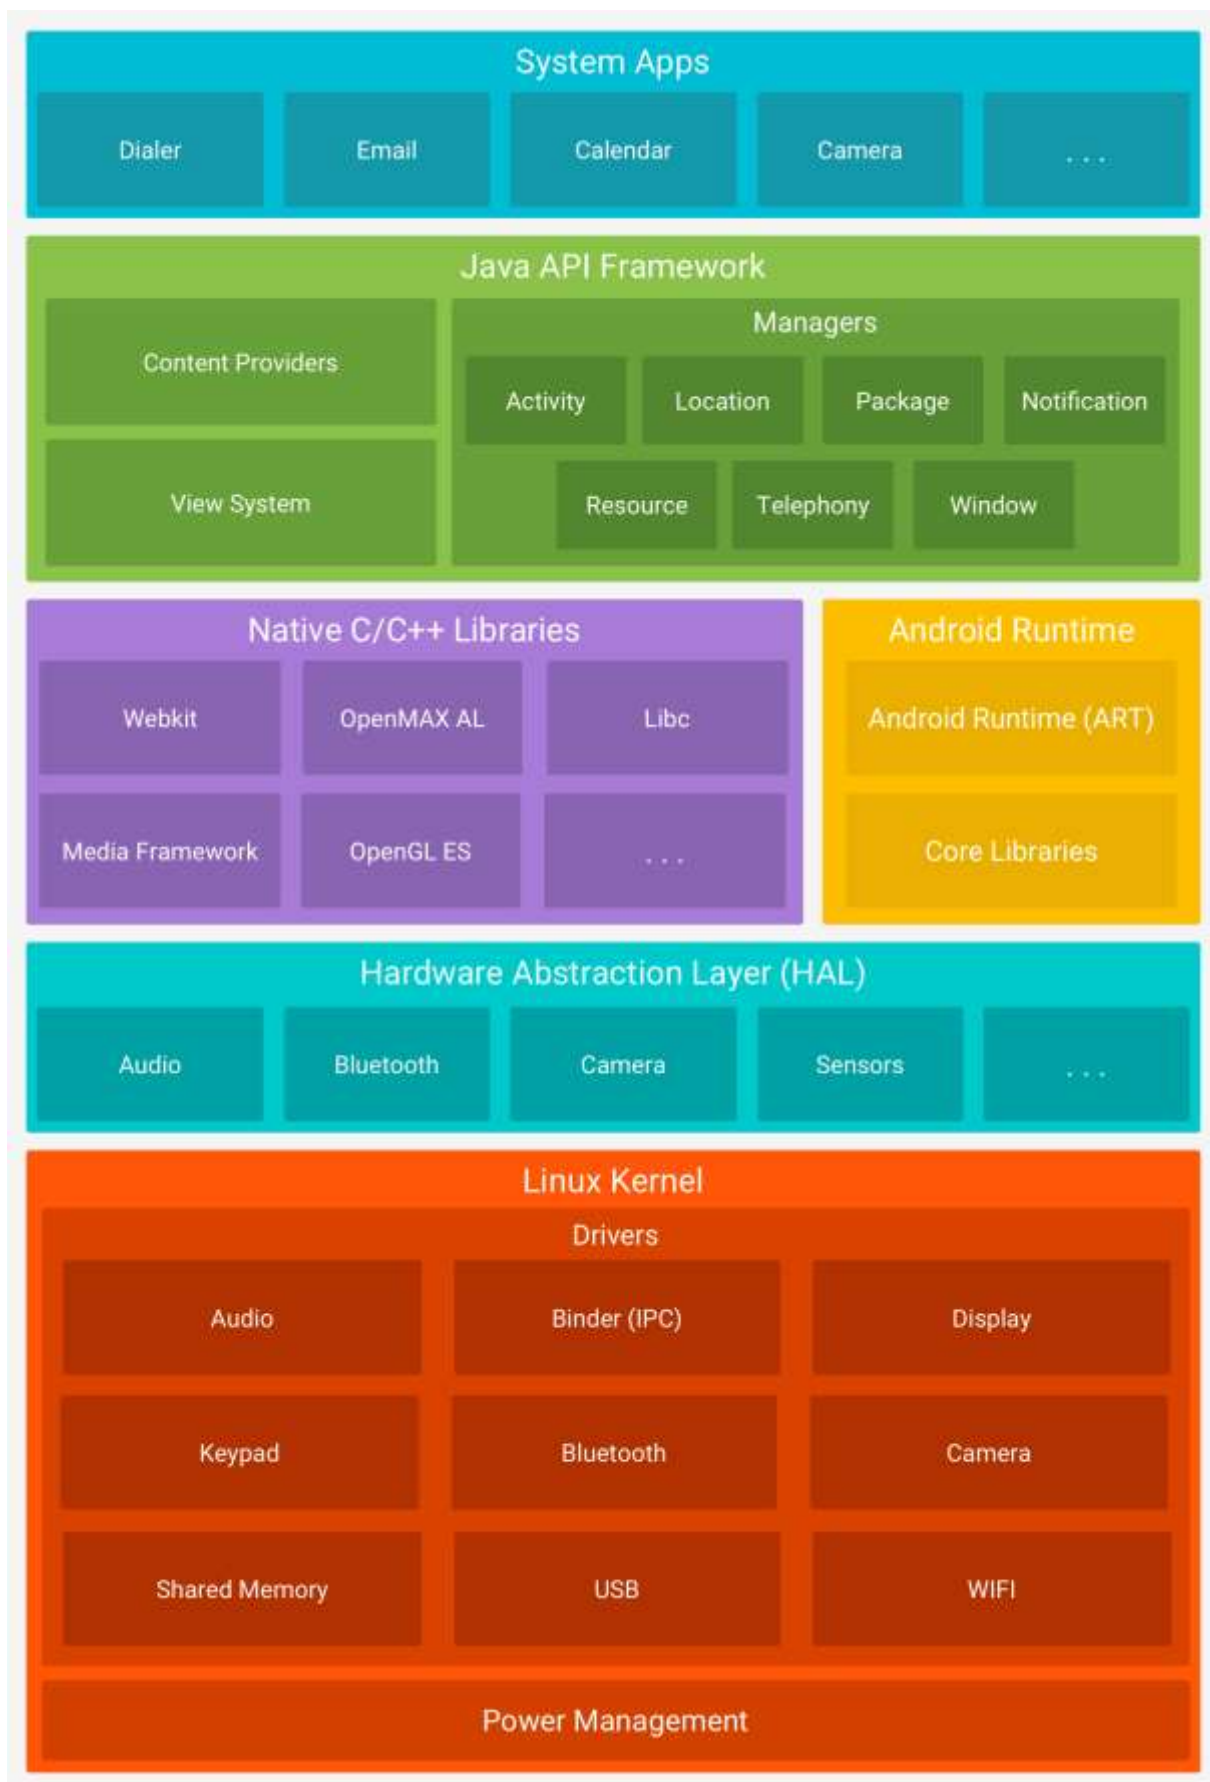 System Apps
Dialer Email Calendar Camera . . .
Java API Framework
Content Providers
View System
Managers
Activity Location Package Notification
Resource Telephony Window
Native C/C++ Libraries
Webkit OpenMAX AL Libc
Media Framework OpenGL ES . . .
Android Runtime
Android Runtime (ART)
Core Libraries
Hardware Abstraction Layer (HAL)
Audio Bluetooth Camera Sensors . . .
Linux Kernel
Drivers
Audio Binder (IPC) Display
Keypad Bluetooth Camera
Shared Memory USB WIFI
Power Management